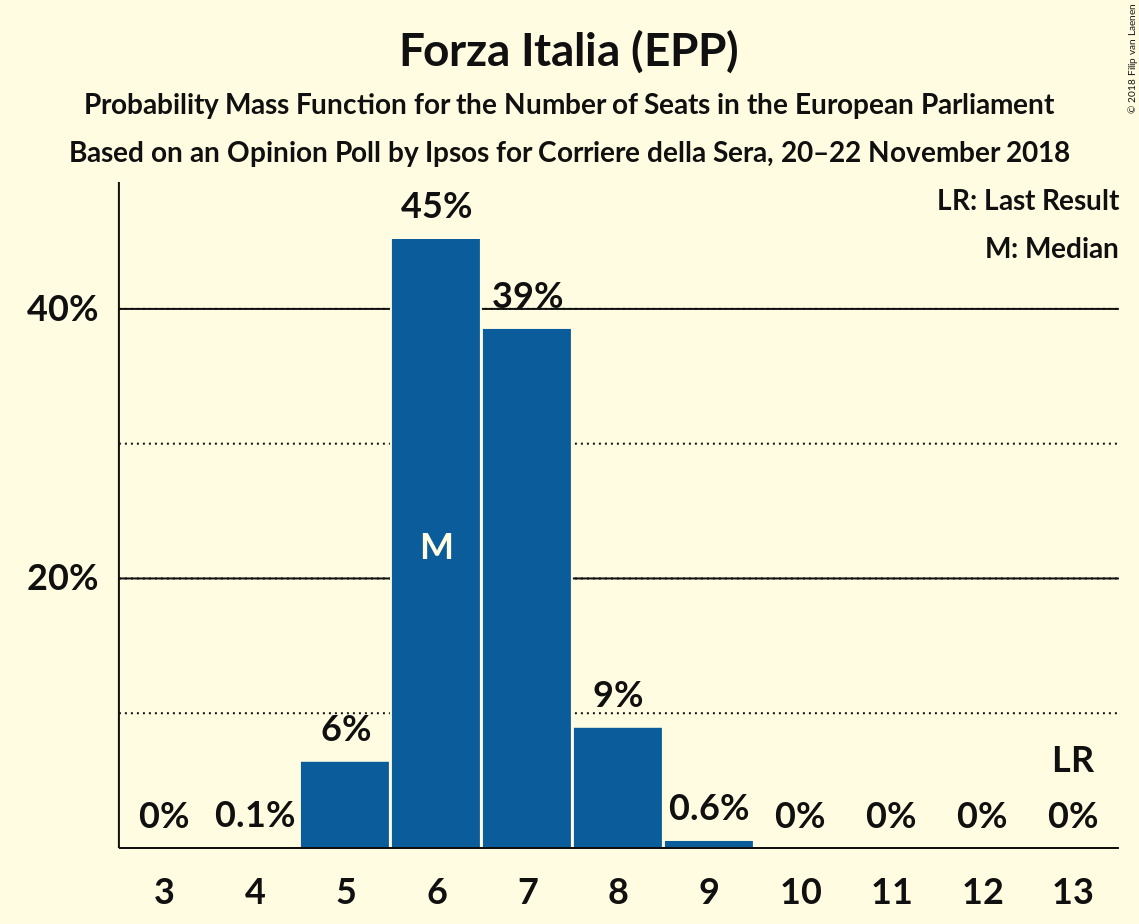 Forza Italia (EPP)
Probability Mass Function for the Number of Seats in the European Parliament
Based on an Opinion Poll by Ipsos for Corriere della Sera, 20–22 November 2018
© 2018 Filip van Laenen
LR: Last Result
M: Median
45%
39%
40%
M
20%
9%
6%
LR
0% 0.1% 0.6% 0% 0% 0% 0%
3 4 5 6 7 8 9 10 11 12 13